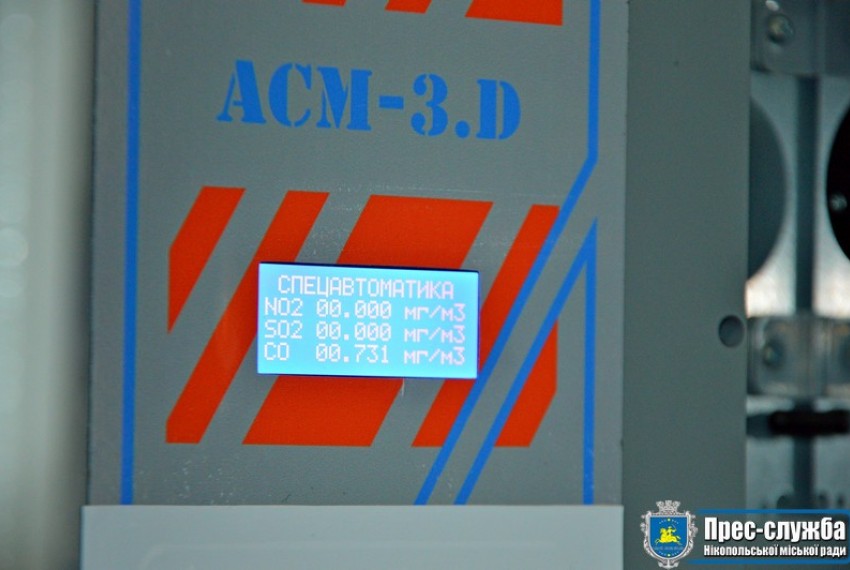 АСМ-3.D
СПЕЦАВТОМАТИКА
NO2 00.000 мг/м3
SO2 00.000 мг/м3
CO 00.731 мг/м3
Прес-служба
Нікопольської міської ради